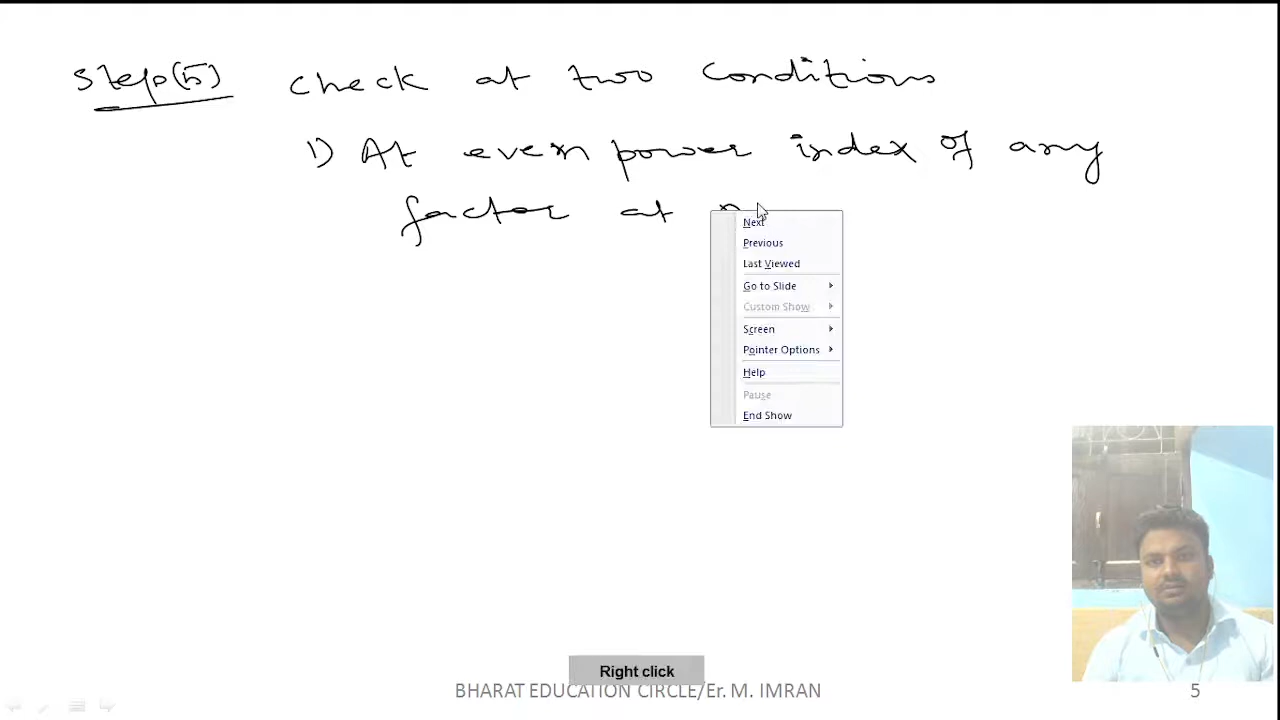 Step(5) Check at two conditions
1) At even power index of any
factor at
Next
Previous
Last Viewed
Go to Slide
Custom Show
Screen
Pointer Options
Help
Pause
End Show
Right click
BHARAT EDUCATION CIRCLE/Er. M. IMRAN 5